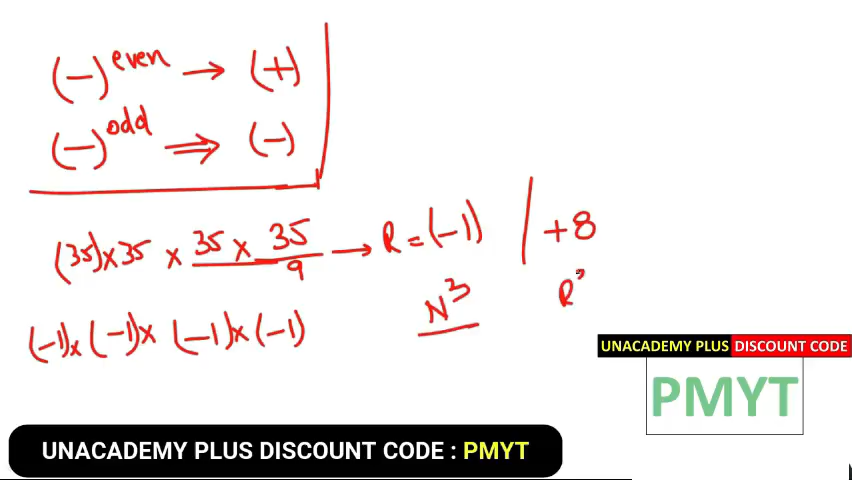 (−)^even → (+)
(−)^odd ⇒ (−)
(35)×35 × 35 × 35 → R = (−1) | +8
9
N³
(−1)× (−1)× (−1)× (−1)
UNACADEMY PLUS DISCOUNT CODE
PMYT
UNACADEMY PLUS DISCOUNT CODE : PMYT